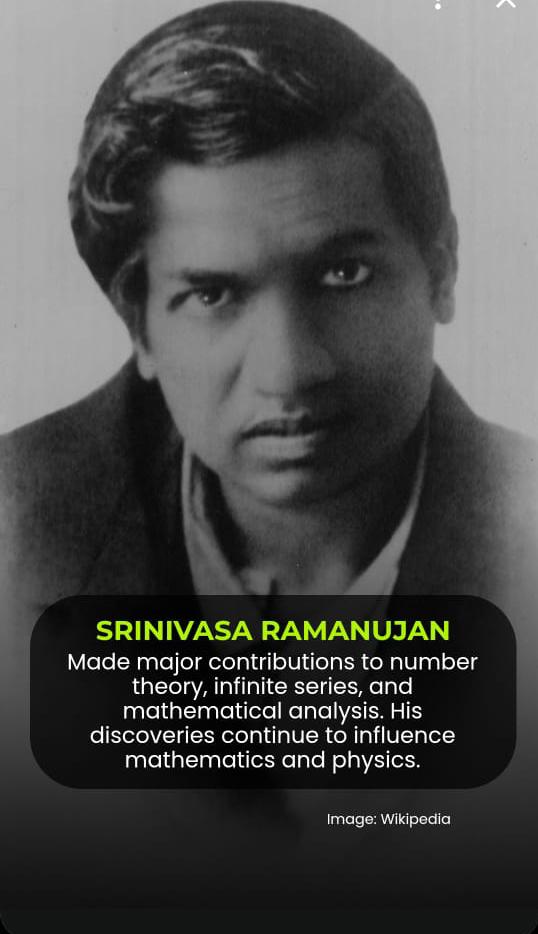 SRINIVASA RAMANUJAN
Made major contributions to number
theory, infinite series, and
mathematical analysis. His
discoveries continue to influence
mathematics and physics.
Image: Wikipedia